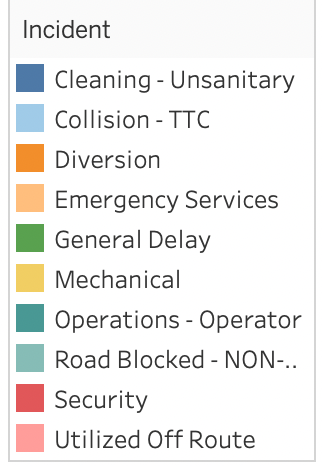 Incident
Cleaning - Unsanitary
Collision - TTC
Diversion
Emergency Services
General Delay
Mechanical
Operations - Operator
Road Blocked - NON-..
Security
Utilized Off Route